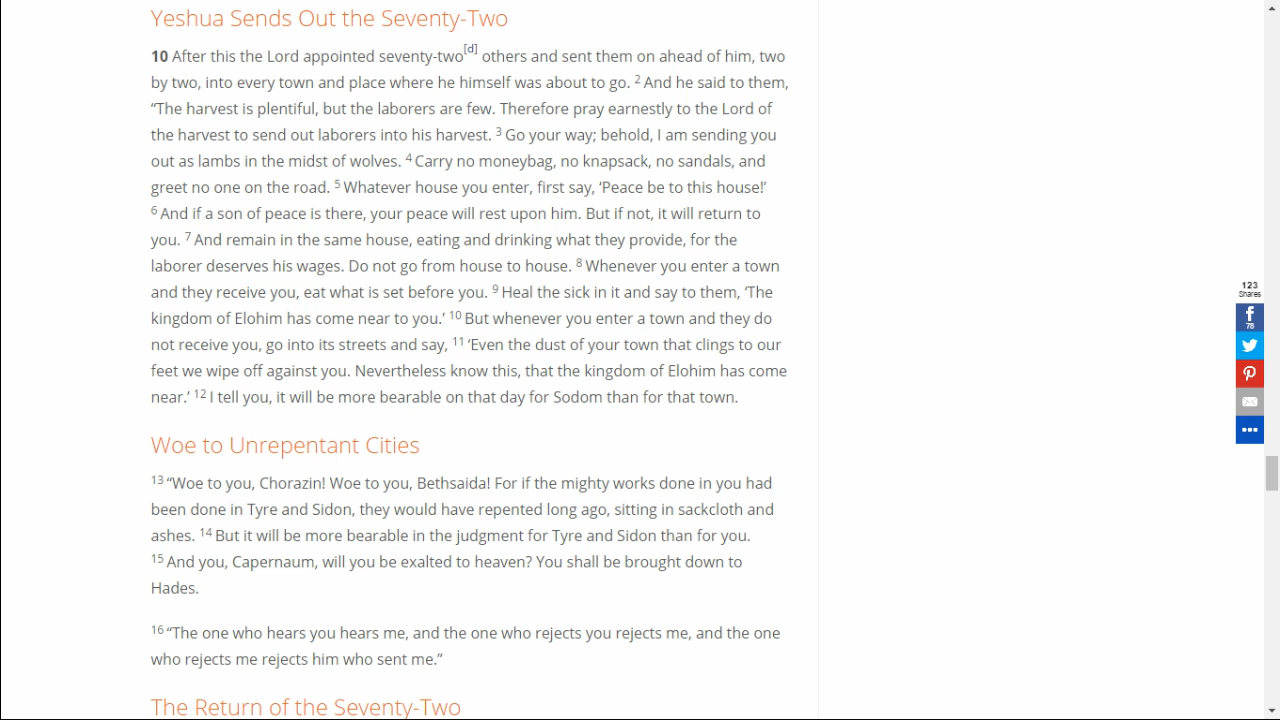 Yeshua Sends Out the Seventy-Two
10 After this the Lord appointed seventy-two[d] others and sent them on ahead of him, two
by two, into every town and place where he himself was about to go. 2 And he said to them,
“The harvest is plentiful, but the laborers are few. Therefore pray earnestly to the Lord of
the harvest to send out laborers into his harvest. 3 Go your way; behold, I am sending you
out as lambs in the midst of wolves. 4 Carry no moneybag, no knapsack, no sandals, and
greet no one on the road. 5 Whatever house you enter, first say, ‘Peace be to this house!’
6 And if a son of peace is there, your peace will rest upon him. But if not, it will return to
you. 7 And remain in the same house, eating and drinking what they provide, for the
laborer deserves his wages. Do not go from house to house. 8 Whenever you enter a town
and they receive you, eat what is set before you. 9 Heal the sick in it and say to them, ‘The
kingdom of Elohim has come near to you.’ 10 But whenever you enter a town and they do
not receive you, go into its streets and say, 11 ‘Even the dust of your town that clings to our
feet we wipe off against you. Nevertheless know this, that the kingdom of Elohim has come
near.’ 12 I tell you, it will be more bearable on that day for Sodom than for that town.
Woe to Unrepentant Cities
13 “Woe to you, Chorazin! Woe to you, Bethsaida! For if the mighty works done in you had
been done in Tyre and Sidon, they would have repented long ago, sitting in sackcloth and
ashes. 14 But it will be more bearable in the judgment for Tyre and Sidon than for you.
15 And you, Capernaum, will you be exalted to heaven? You shall be brought down to
Hades.
16 “The one who hears you hears me, and the one who rejects you rejects me, and the one
who rejects me rejects him who sent me.”
The Return of the Seventy-Two
123
Shares
78